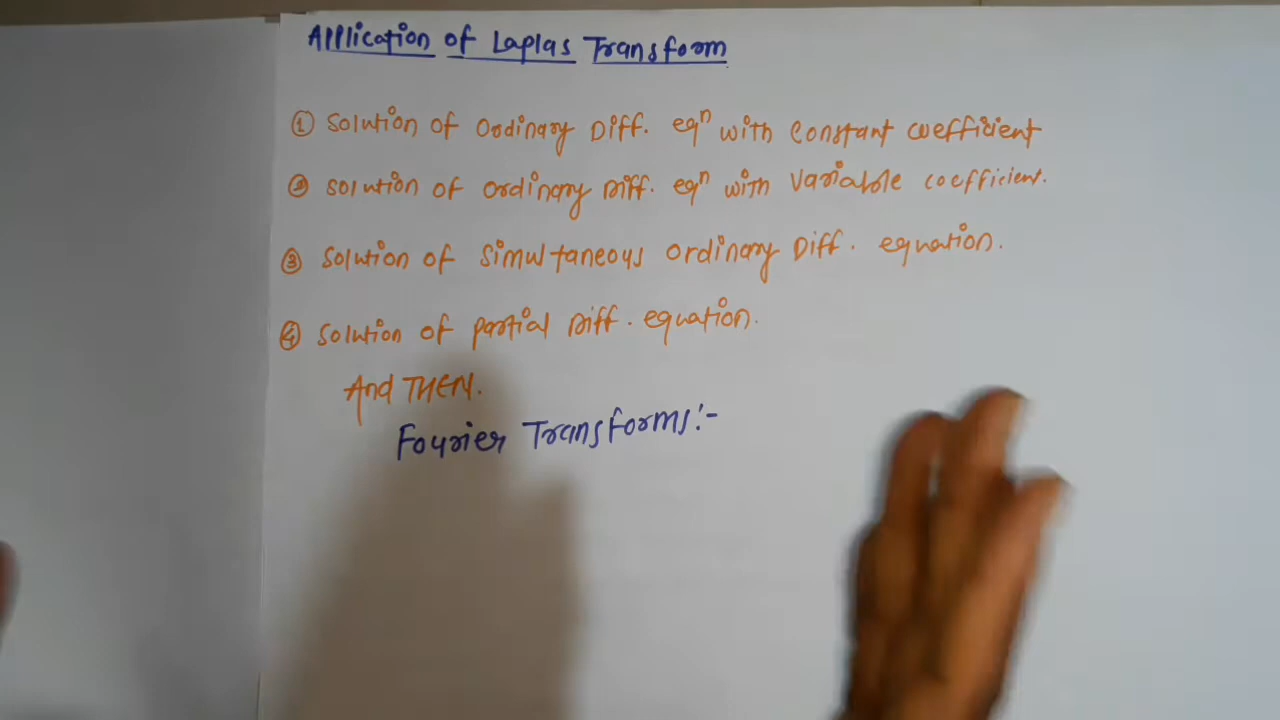 Application of Laplas Transform
① Solution of Ordinary Diff. eqⁿ with Constant coefficient
② Solution of Ordinary Diff. eqⁿ with Variable coefficient.
③ Solution of Simultaneous Ordinary Diff. equation.
④ Solution of partial Diff. equation.
And THEN.
Fourier Transforms:-